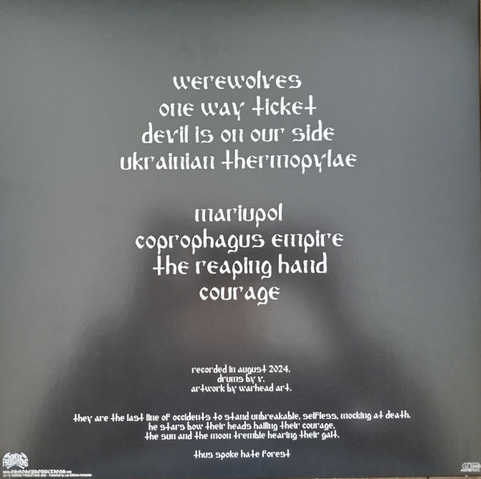 werewolves
one way ticket
devil is on our side
ukrainian thermopylae
mariupol
coprophagus empire
the reaping hand
courage
recorded in august 2024.
drums by v.
artwork by warhead art.
they are the last line of occidents to stand unbreakable, selfless, mocking at death.
he stars bow their heads hailing their courage,
the sun and the moon tremble hearing their gait.
thus spoke hate forest